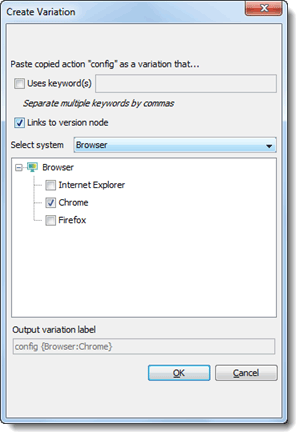 Create Variation
Paste copied action "config" as a variation that...
Uses keyword(s)
Separate multiple keywords by commas
Links to version node
Select system
Browser
Browser
Internet Explorer
Chrome
Firefox
Output variation label
config {Browser:Chrome}
OK
Cancel